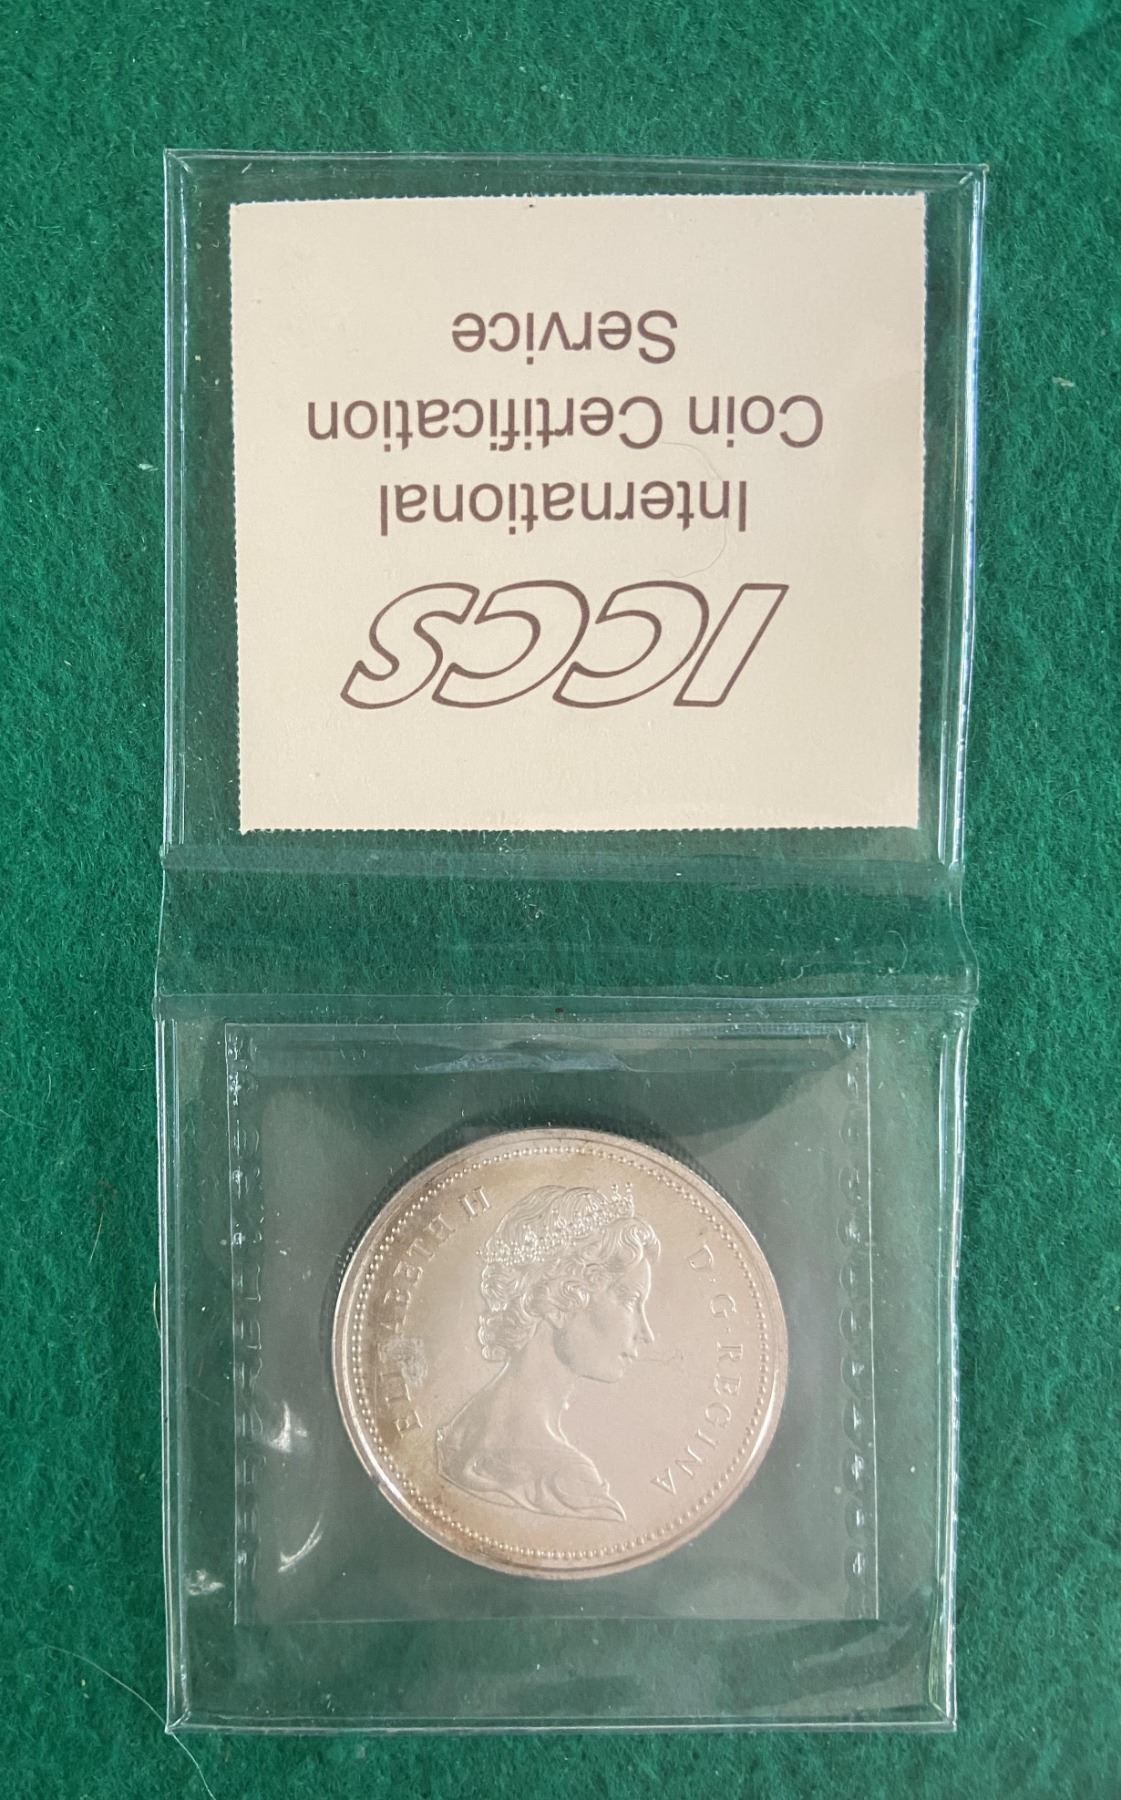 ICCS
International
Coin Certification
Service
ELIZABETH II D·G·REGINA